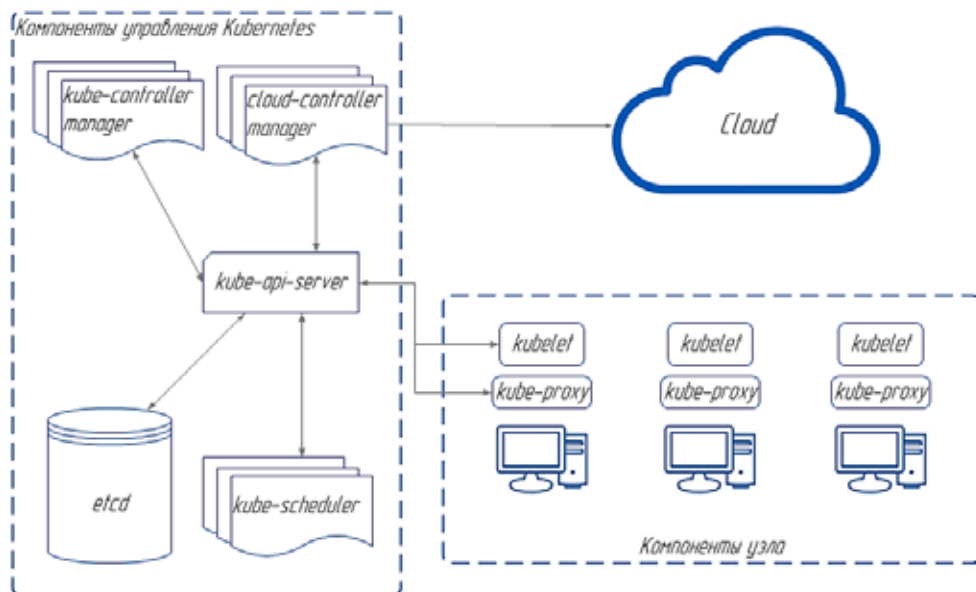 Компоненты управления Kubernetes
kube-controller
manager
cloud-controller
manager
Cloud
kube-api-server
kubelet
kubelet
kubelet
kube-proxy
kube-proxy
kube-proxy
etcd
kube-scheduler
Компоненты узла